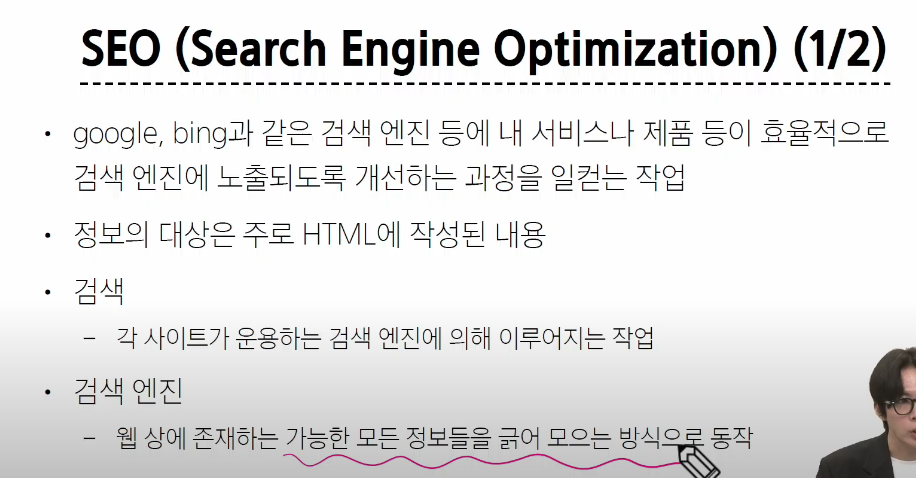 SEO (Search Engine Optimization) (1/2)
• google, bing과 같은 검색 엔진 등에 내 서비스나 제품 등이 효율적으로
검색 엔진에 노출되도록 개선하는 과정을 일컫는 작업
• 정보의 대상은 주로 HTML에 작성된 내용
• 검색
– 각 사이트가 운용하는 검색 엔진에 의해 이루어지는 작업
• 검색 엔진
– 웹 상에 존재하는 가능한 모든 정보들을 긁어 모으는 방식으로 동작